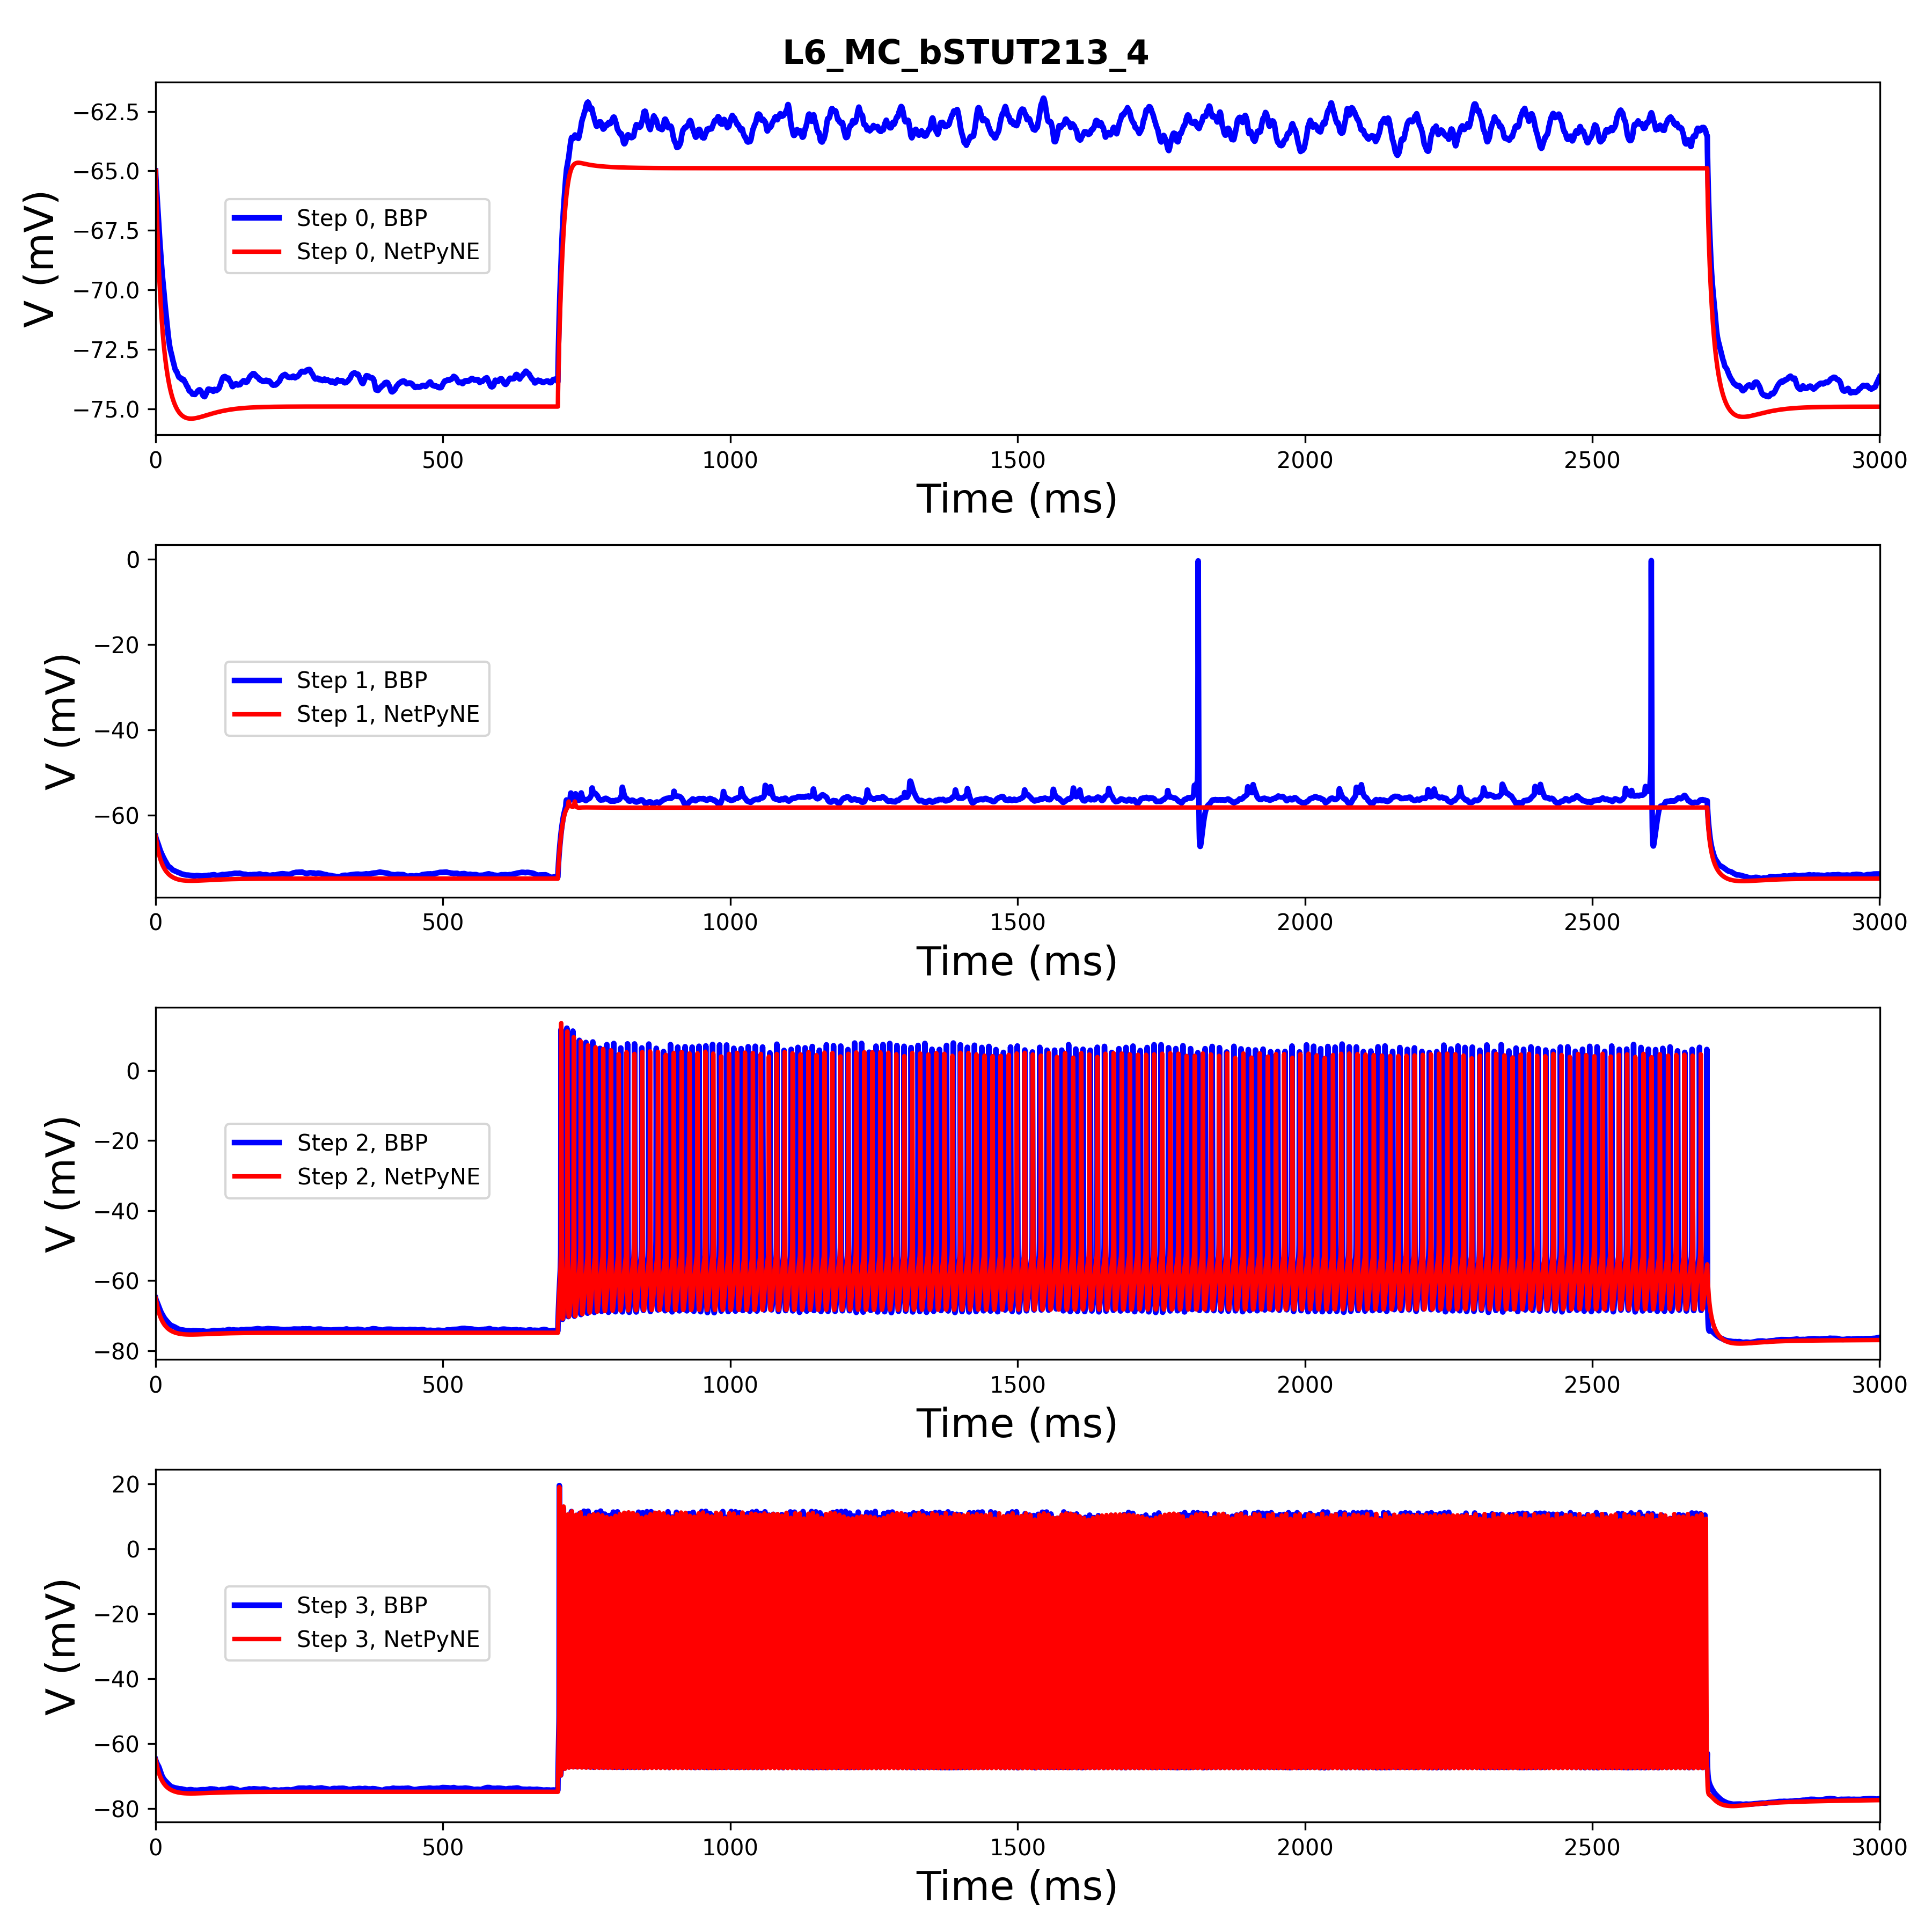 L6_MC_bSTUT213_4
−62.5
−65.0
−67.5
−70.0
−72.5
−75.0
V (mV)
Step 0, BBP
Step 0, NetPyNE
0 500 1000 1500 2000 2500 3000
Time (ms)
0
−20
−40
−60
V (mV)
Step 1, BBP
Step 1, NetPyNE
0 500 1000 1500 2000 2500 3000
Time (ms)
0
−20
−40
−60
−80
V (mV)
Step 2, BBP
Step 2, NetPyNE
0 500 1000 1500 2000 2500 3000
Time (ms)
20
0
−20
−40
−60
−80
V (mV)
Step 3, BBP
Step 3, NetPyNE
0 500 1000 1500 2000 2500 3000
Time (ms)